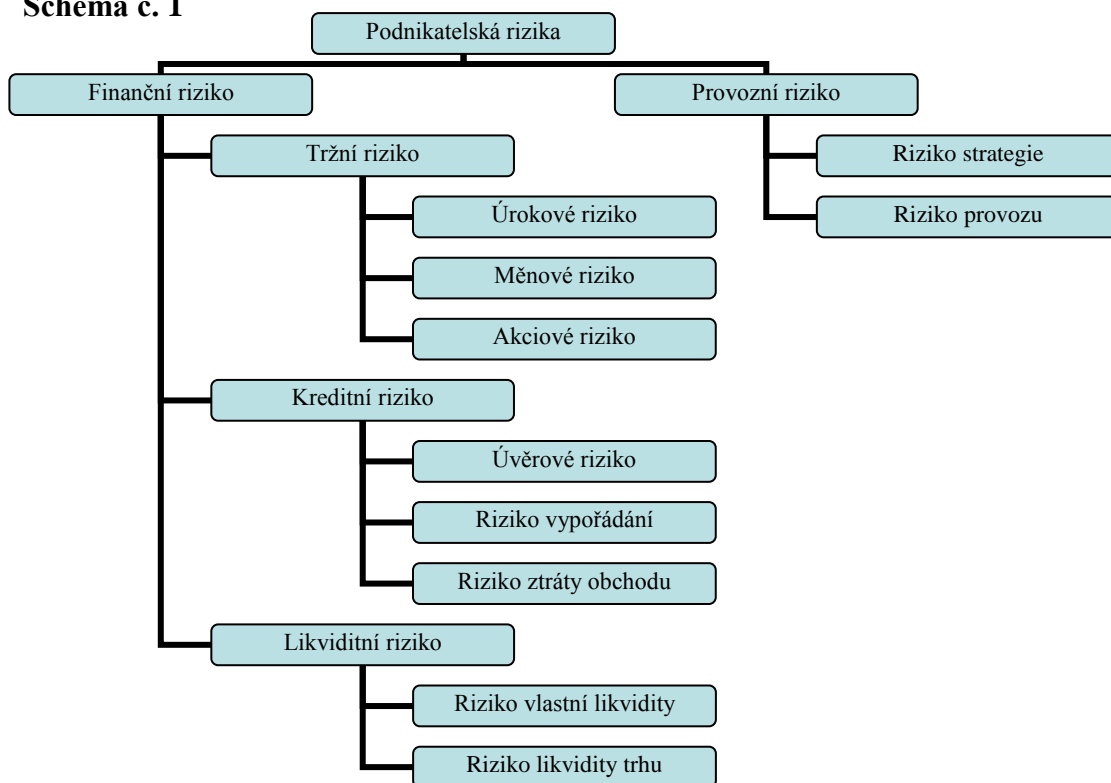 Schéma č. 1
Podnikatelská rizika
Finanční riziko
Provozní riziko
Tržní riziko
Riziko strategie
Úrokové riziko
Riziko provozu
Měnové riziko
Akciové riziko
Kreditní riziko
Úvěrové riziko
Riziko vypořádání
Riziko ztráty obchodu
Likviditní riziko
Riziko vlastní likvidity
Riziko likvidity trhu